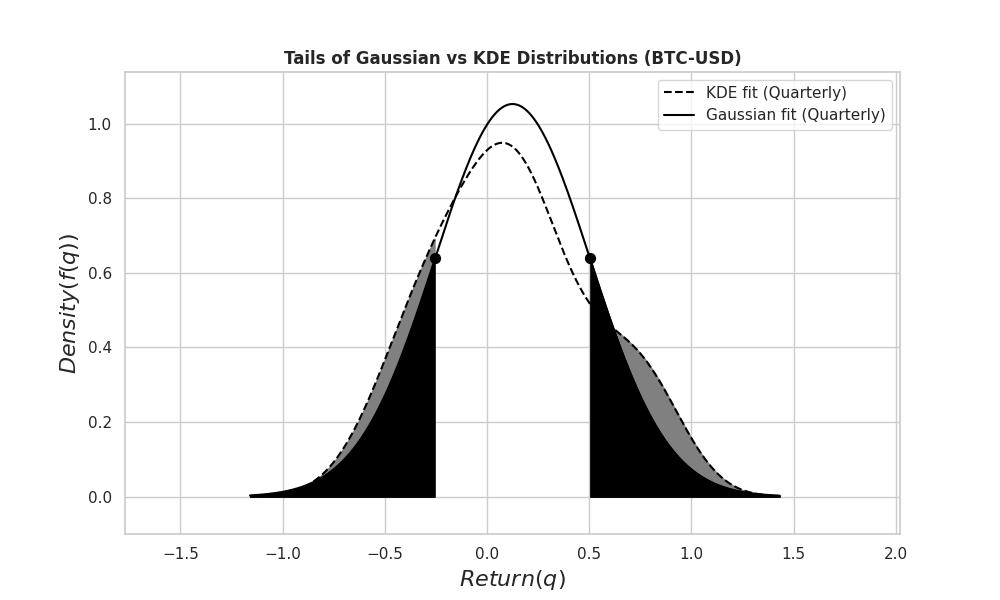 Tails of Gaussian vs KDE Distributions (BTC-USD)
KDE fit (Quarterly)
Gaussian fit (Quarterly)
Density(f(q))
1.0
0.8
0.6
0.4
0.2
0.0
−1.5 −1.0 −0.5 0.0 0.5 1.0 1.5 2.0
Return(q)